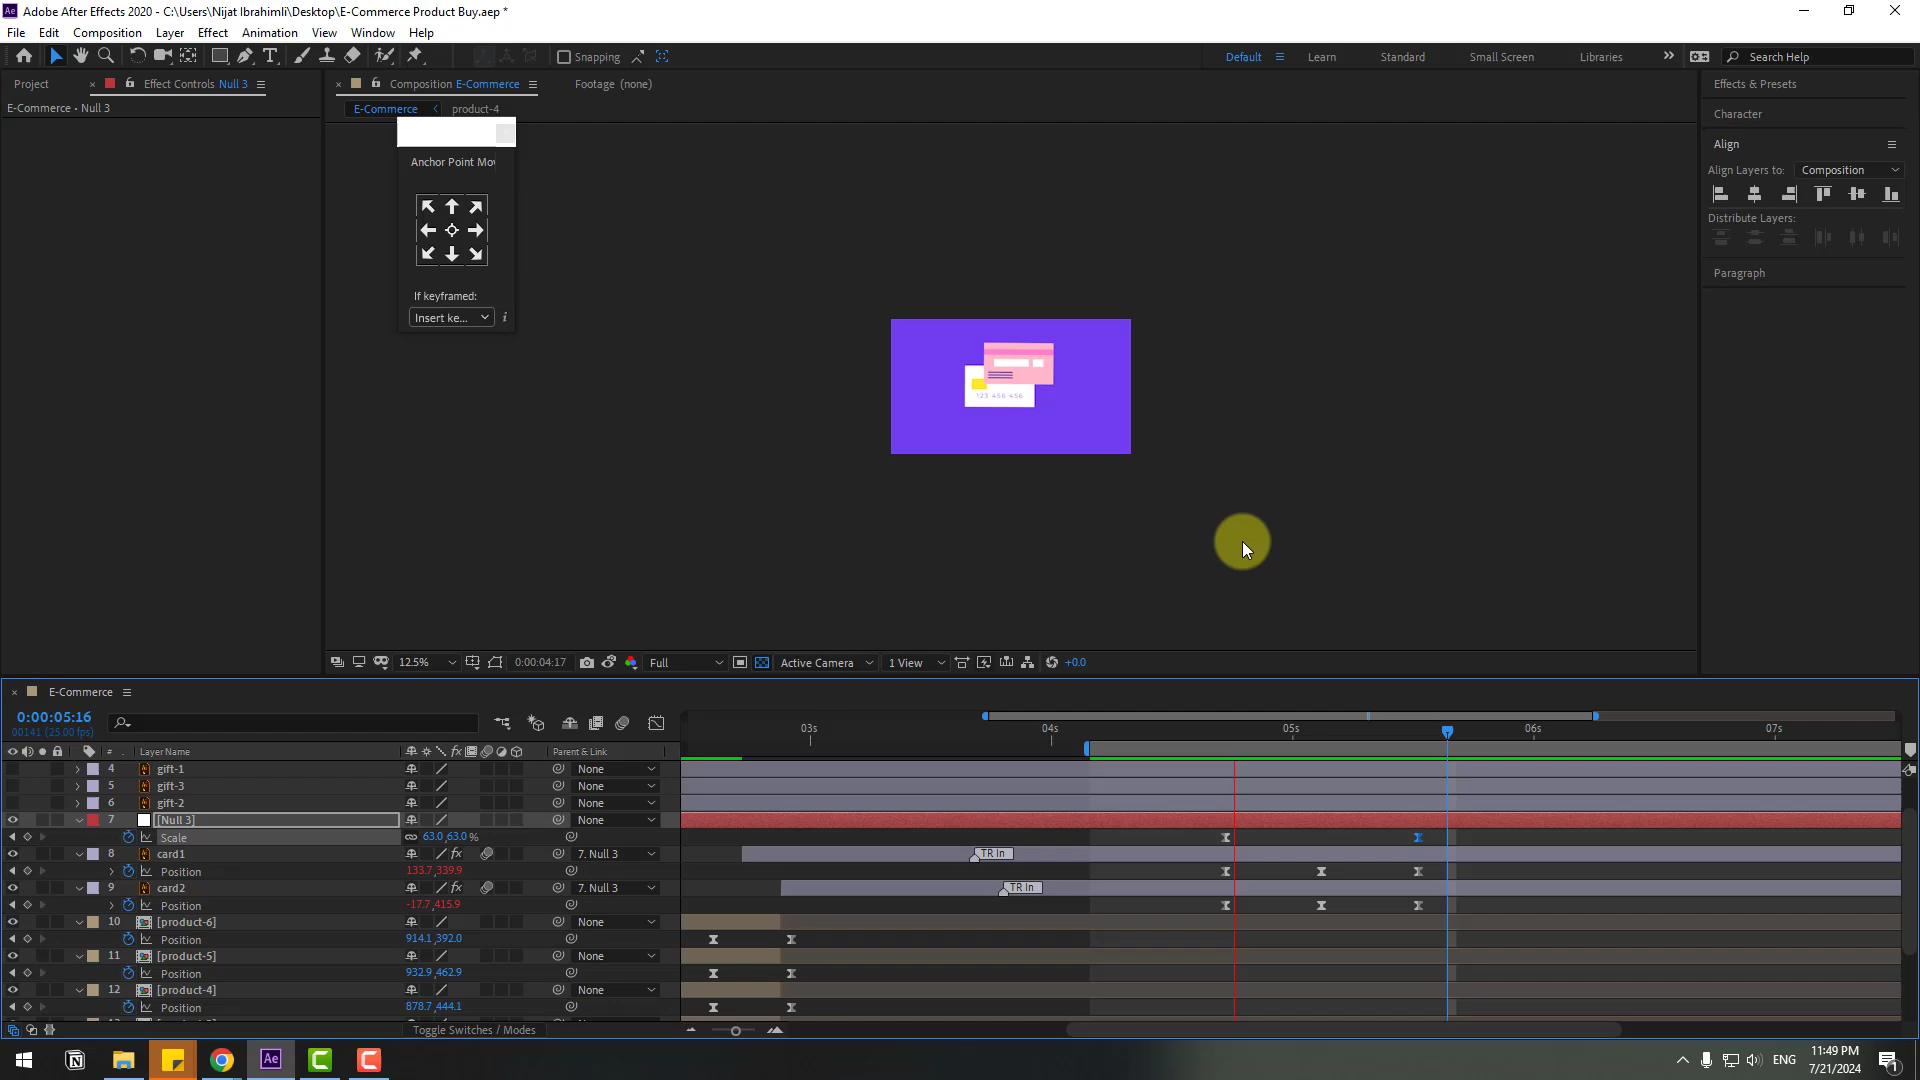 Adobe After Effects 2020 - C:\Users\Nijat Ibrahimli\Desktop\E-Commerce Product Buy.aep *
File Edit Composition Layer Effect Animation View Window Help
Snapping Default Learn Standard Small Screen Libraries Search Help
Project Effect Controls Null 3 Composition E-Commerce Footage (none) Effects & Presets
E-Commerce • Null 3 E-Commerce product-4
Character
Align
Anchor Point Mov
Align Layers to: Composition
Distribute Layers:
Paragraph
If keyframed:
Insert ke...
123 456 456
12.5% 0:00:04:17 Full Active Camera 1 View +0.0
E-Commerce
0:00:05:16
00141 (25.00 fps)
03s 04s 05s 06s 07s
# Layer Name Parent & Link
4 gift-1 None
5 gift-3 None
6 gift-2 None
7 [Null 3] None
Scale 63.0,63.0 %
8 card1 7. Null 3 TR In
Position 133.7,339.9
9 card2 7. Null 3 TR In
Position -17.7,415.9
10 [product-6] None
Position 914.1,392.0
11 [product-5] None
Position 932.9,462.9
12 [product-4] None
Position 878.7,444.1
Toggle Switches / Modes
ENG 11:49 PM
7/21/2024